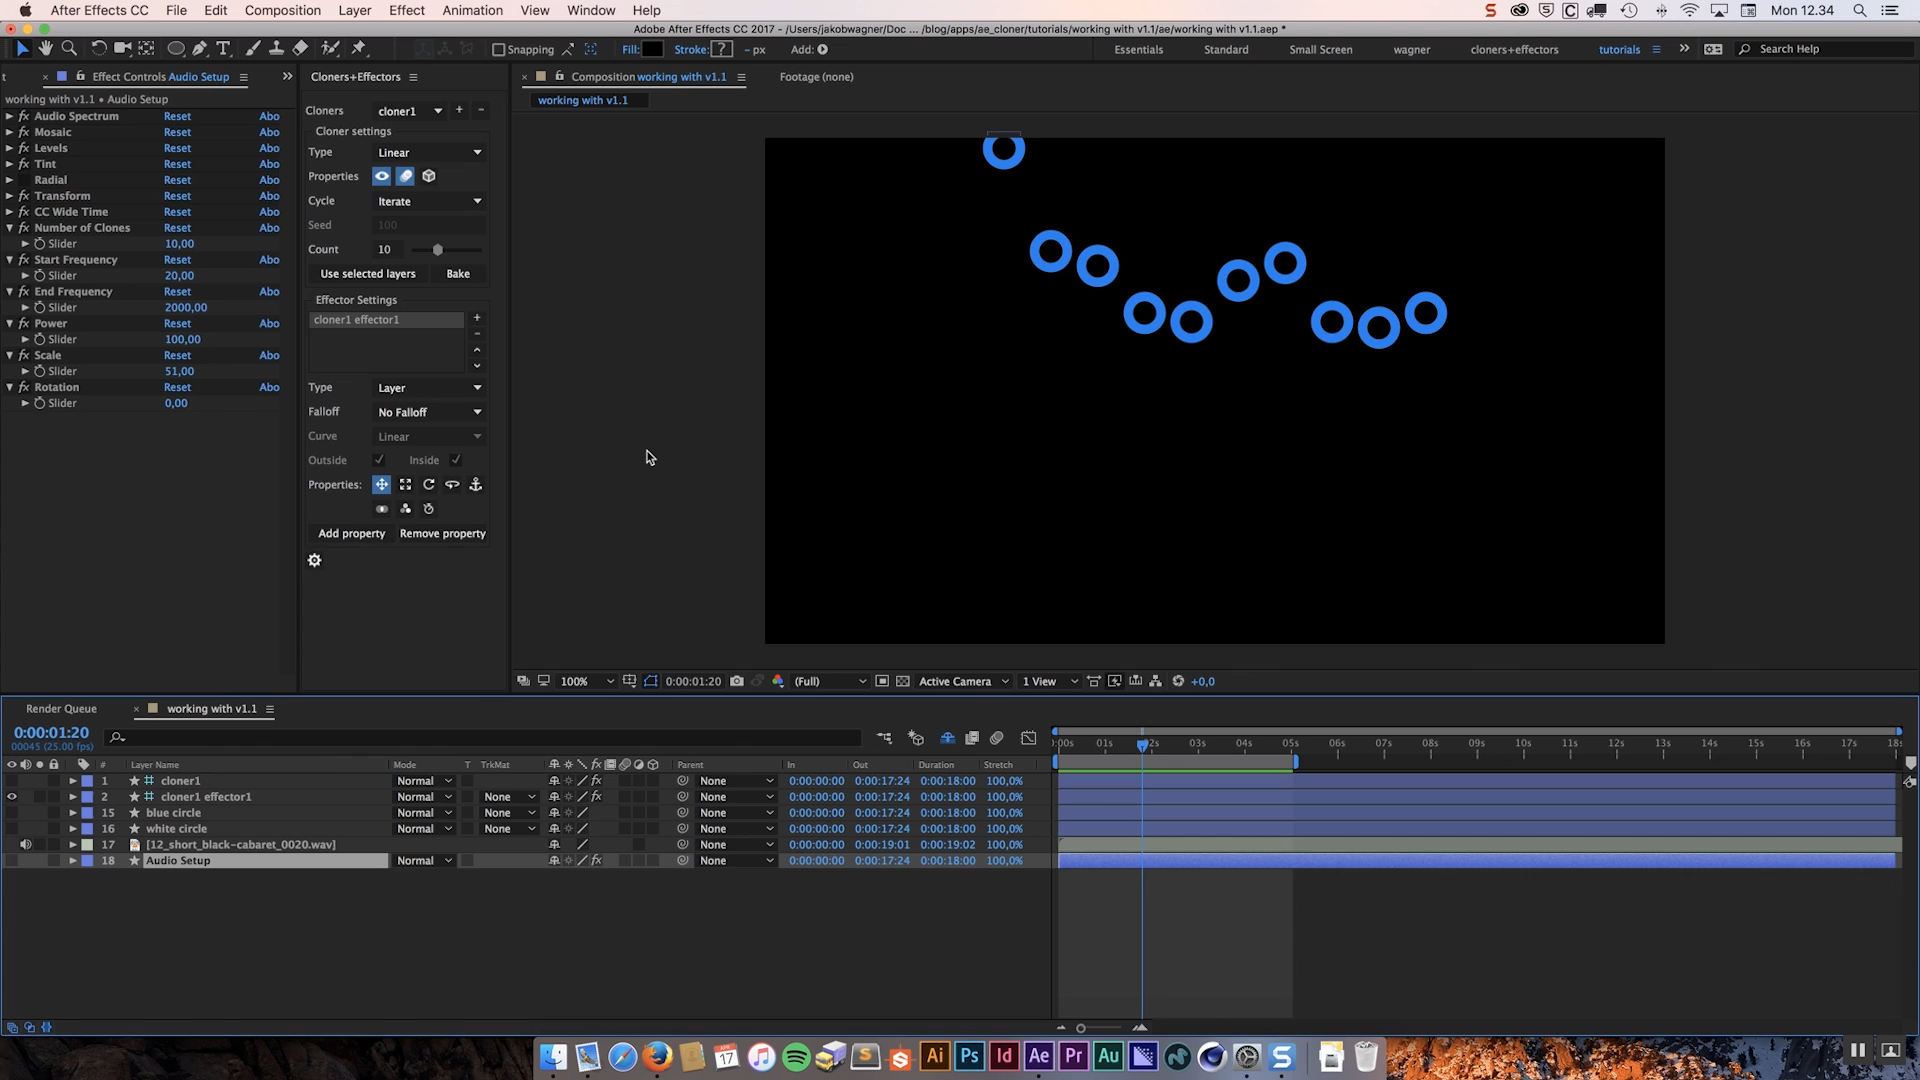 After Effects CC File Edit Composition Layer Effect Animation View Window Help Mon 12.34
Adobe After Effects CC 2017 - /Users/jakobwagner/Doc ... /blog/apps/ae_cloner/tutorials/working with v1.1/ae/working with v1.1.aep *
Snapping Fill: Stroke: ? - px Add: Essentials Standard Small Screen wagner cloners+effectors tutorials Search Help
Effect Controls Audio Setup Cloners+Effectors Composition working with v1.1 Footage (none)
working with v1.1 • Audio Setup
working with v1.1
fx Audio Spectrum Reset Abo
fx Mosaic Reset Abo
fx Levels Reset Abo
fx Tint Reset Abo
Radial Reset Abo
fx Transform Reset Abo
fx CC Wide Time Reset Abo
fx Number of Clones Reset Abo
Slider 10,00
fx Start Frequency Reset Abo
Slider 20,00
fx End Frequency Reset Abo
Slider 2000,00
fx Power Reset Abo
Slider 100,00
fx Scale Reset Abo
Slider 51,00
fx Rotation Reset Abo
Slider 0,00
Cloners cloner1 + -
Cloner settings
Type Linear
Properties
Cycle Iterate
Seed 100
Count 10
Use selected layers Bake
Effector Settings
cloner1 effector1
Type Layer
Falloff No Falloff
Curve Linear
Outside Inside
Properties:
Add property Remove property
100% 0:00:01:20 (Full) Active Camera 1 View +0,0
Render Queue working with v1.1
0:00:01:20
00045 (25.00 fps)
:00s 01s 02s 03s 04s 05s 06s 07s 08s 09s 10s 11s 12s 13s 14s 15s 16s 17s 18s
# Layer Name Mode T TrkMat Parent In Out Duration Stretch
1 cloner1 Normal None 0:00:00:00 0:00:17:24 0:00:18:00 100,0%
2 cloner1 effector1 Normal None None 0:00:00:00 0:00:17:24 0:00:18:00 100,0%
15 blue circle Normal None None 0:00:00:00 0:00:17:24 0:00:18:00 100,0%
16 white circle Normal None None 0:00:00:00 0:00:17:24 0:00:18:00 100,0%
17 [12_short_black-cabaret_0020.wav] None 0:00:00:00 0:00:19:01 0:00:19:02 100,0%
18 Audio Setup Normal None 0:00:00:00 0:00:17:24 0:00:18:00 100,0%
17 Ai Ps Id Ae Pr Au